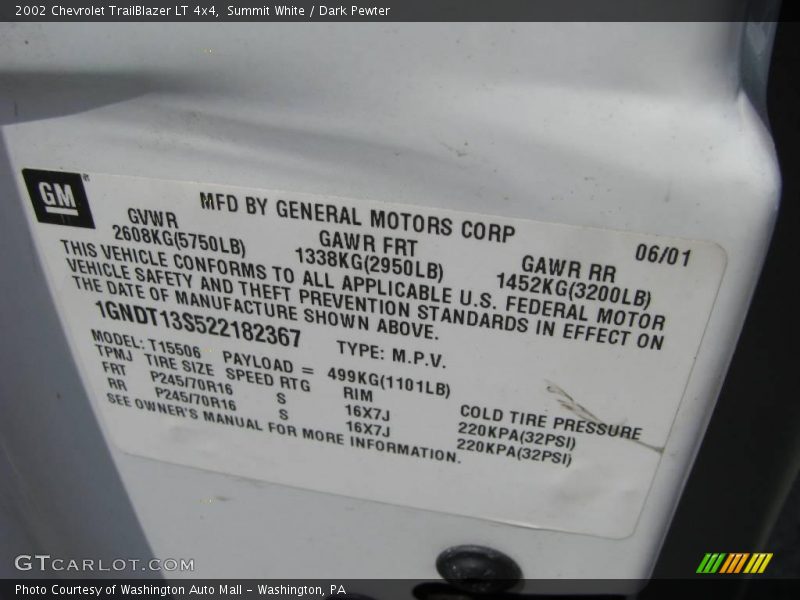 2002 Chevrolet TrailBlazer LT 4x4,  Summit White / Dark Pewter
GM®
MFD BY GENERAL MOTORS CORP
06/01
GVWR GAWR FRT GAWR RR
2608KG(5750LB) 1338KG(2950LB) 1452KG(3200LB)
THIS VEHICLE CONFORMS TO ALL APPLICABLE U.S. FEDERAL MOTOR
VEHICLE SAFETY AND THEFT PREVENTION STANDARDS IN EFFECT ON
THE DATE OF MANUFACTURE SHOWN ABOVE.
1GNDT13S522182367 TYPE: M.P.V.
MODEL: T15506 PAYLOAD = 499KG(1101LB)
TPMJ TIRE SIZE SPEED RTG RIM COLD TIRE PRESSURE
FRT P245/70R16 S 16X7J 220KPA(32PSI)
RR P245/70R16 S 16X7J 220KPA(32PSI)
SEE OWNER'S MANUAL FOR MORE INFORMATION.
GTCARLOT.COM
Photo Courtesy of Washington Auto Mall - Washington, PA